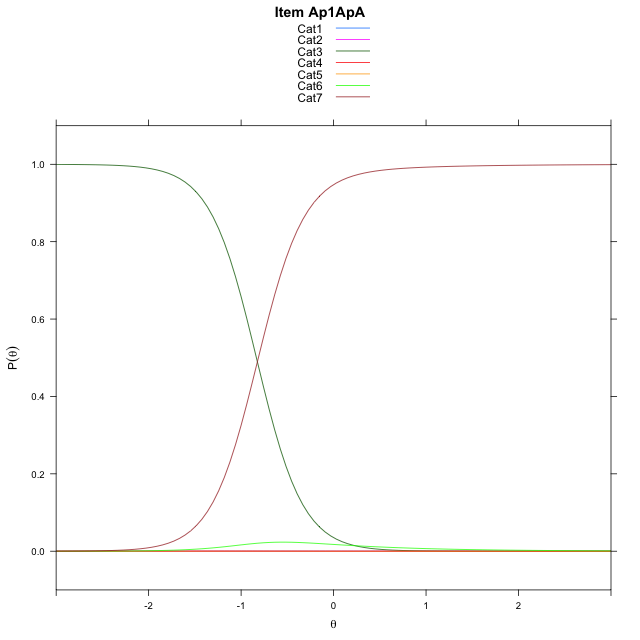 Item Ap1ApA
Cat1
Cat2
Cat3
Cat4
Cat5
Cat6
Cat7
1.0
0.8
0.6
0.4
0.2
0.0
P(θ)
-2 -1 0 1 2
θ